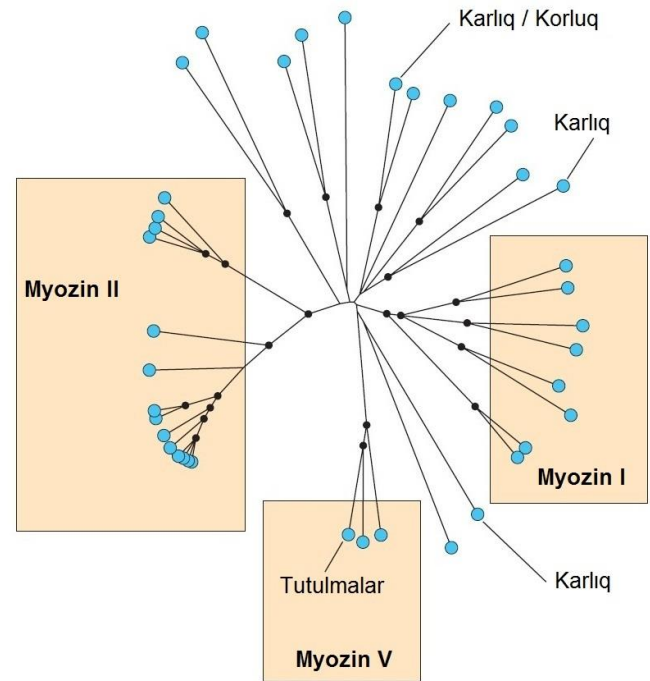 Karlıq / Korluq
Karlıq
Myozin II
Myozin I
Karlıq
Tutulmalar
Myozin V